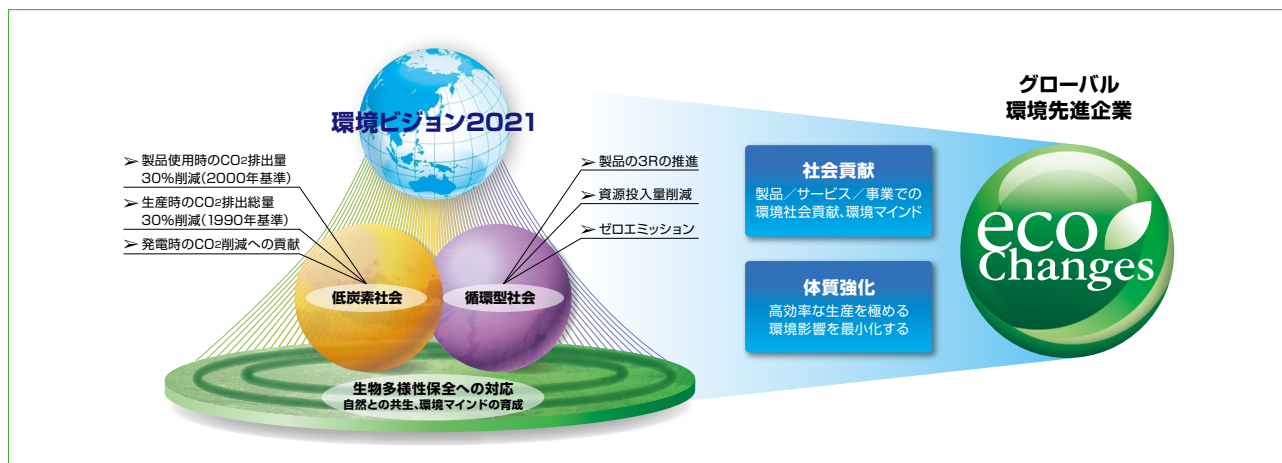 環境ビジョン2021
➢ 製品使用時のCO2排出量
30%削減(2000年基準)
➢ 生産時のCO2排出総量
30%削減(1990年基準)
➢ 発電時のCO2削減への貢献
➢ 製品の3Rの推進
➢ 資源投入量削減
➢ ゼロエミッション
低炭素社会
循環型社会
生物多様性保全への対応
自然との共生、環境マインドの育成
社会貢献
製品／サービス／事業での
環境社会貢献、環境マインド
体質強化
高効率な生産を極める
環境影響を最小化する
グローバル
環境先進企業
eco
Changes